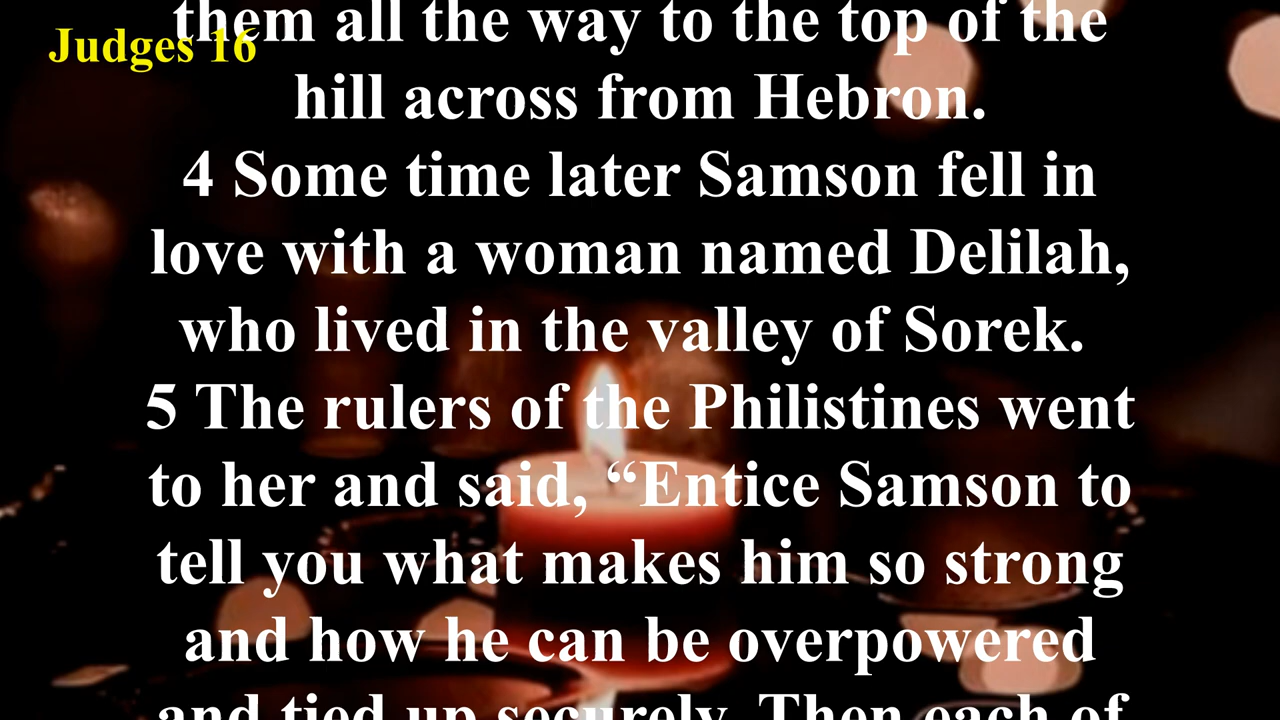 them all the way to the top of the
Judges 16
hill across from Hebron.
4 Some time later Samson fell in
love with a woman named Delilah,
who lived in the valley of Sorek.
5 The rulers of the Philistines went
to her and said, “Entice Samson to
tell you what makes him so strong
and how he can be overpowered
and tied up securely. Then each of